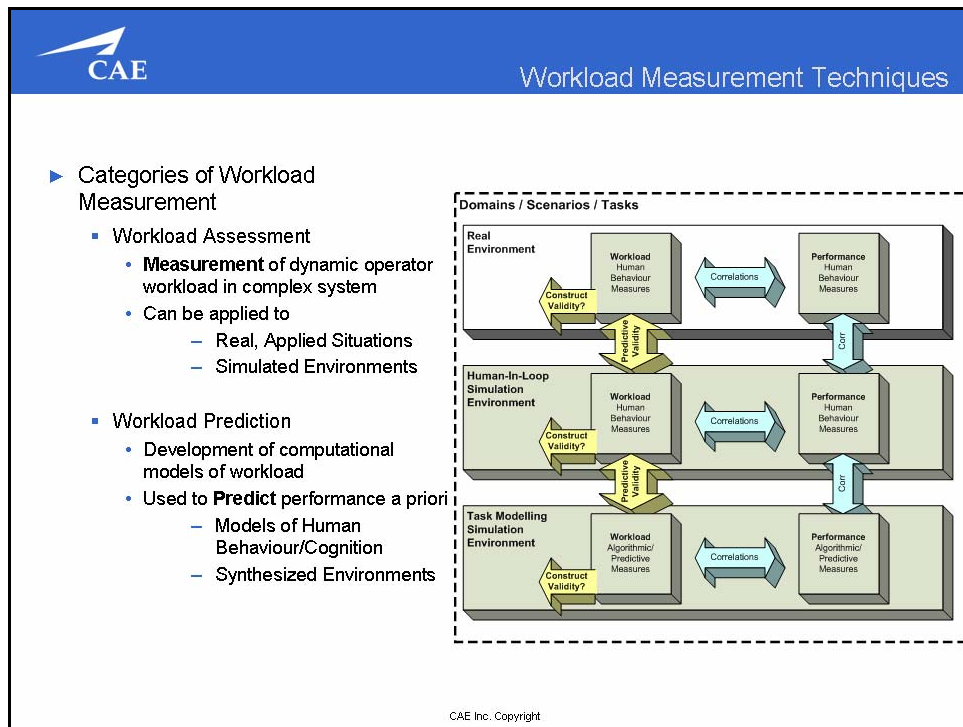 CAE
Workload Measurement Techniques
► Categories of Workload
Measurement
▪ Workload Assessment
• Measurement of dynamic operator
workload in complex system
• Can be applied to
– Real, Applied Situations
– Simulated Environments
▪ Workload Prediction
• Development of computational
models of workload
• Used to Predict performance a priori
– Models of Human
Behaviour/Cognition
– Synthesized Environments
Domains / Scenarios / Tasks
Real
Environment
Workload
Human
Behaviour
Measures
Correlations
Performance
Human
Behaviour
Measures
Construct
Validity?
Predictive
Validity
Corr
Human-In-Loop
Simulation
Environment
Workload
Human
Behaviour
Measures
Correlations
Performance
Human
Behaviour
Measures
Construct
Validity?
Predictive
Validity
Corr
Task Modelling
Simulation
Environment
Workload
Algorithmic/
Predictive
Measures
Correlations
Performance
Algorithmic/
Predictive
Measures
Construct
Validity?
CAE Inc. Copyright